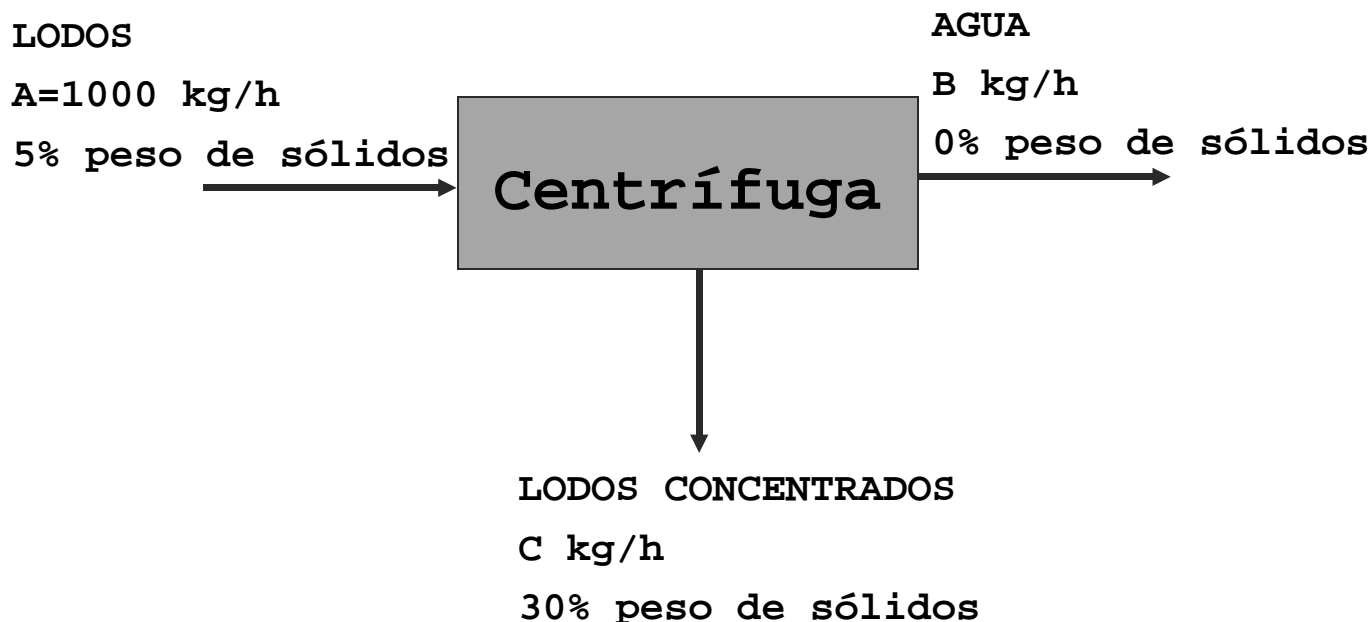 LODOS
A=1000 kg/h
5% peso de sólidos
AGUA
B kg/h
0% peso de sólidos
Centrífuga
LODOS CONCENTRADOS
C kg/h
30% peso de sólidos